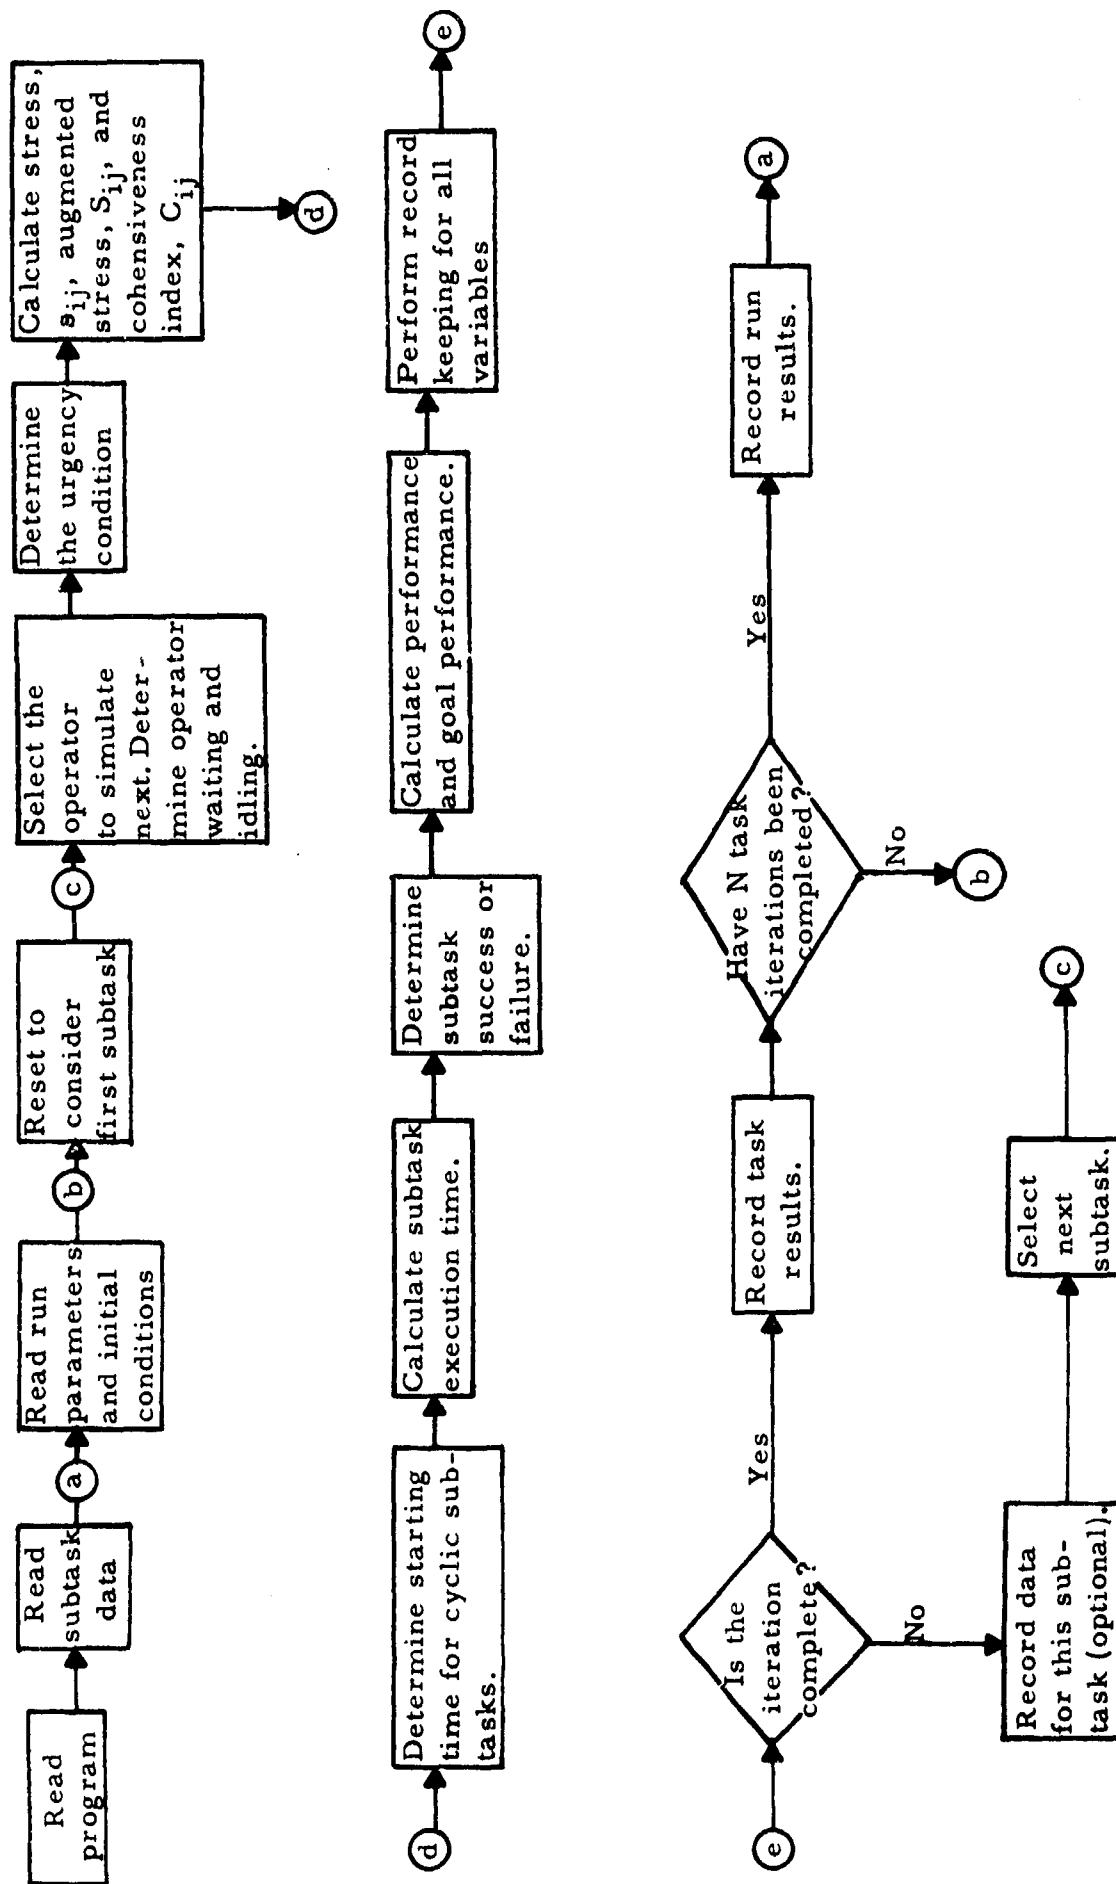 Read
program
Read
subtask
data
a
Read run
parameters
and initial
conditions
b
Reset to
consider
first subtask
c
Select the
operator
to simulate
next. Deter-
mine operator
waiting and
idling.
Determine
the urgency
condition
Calculate stress,
s_ij, augmented
stress, S_ij, and
cohensiveness
index, C_ij
d
d
Determine starting
time for cyclic sub-
tasks.
Calculate subtask
execution time.
Determine
subtask
success or
failure.
Calculate performance
and goal performance.
Perform record
keeping for all
variables
e
e
Is the
iteration
complete?
Yes
No
Record task
results.
Have N task
iterations been
completed?
Yes
No
b
Record run
results.
a
Record data
for this sub-
task (optional).
Select
next
subtask.
c